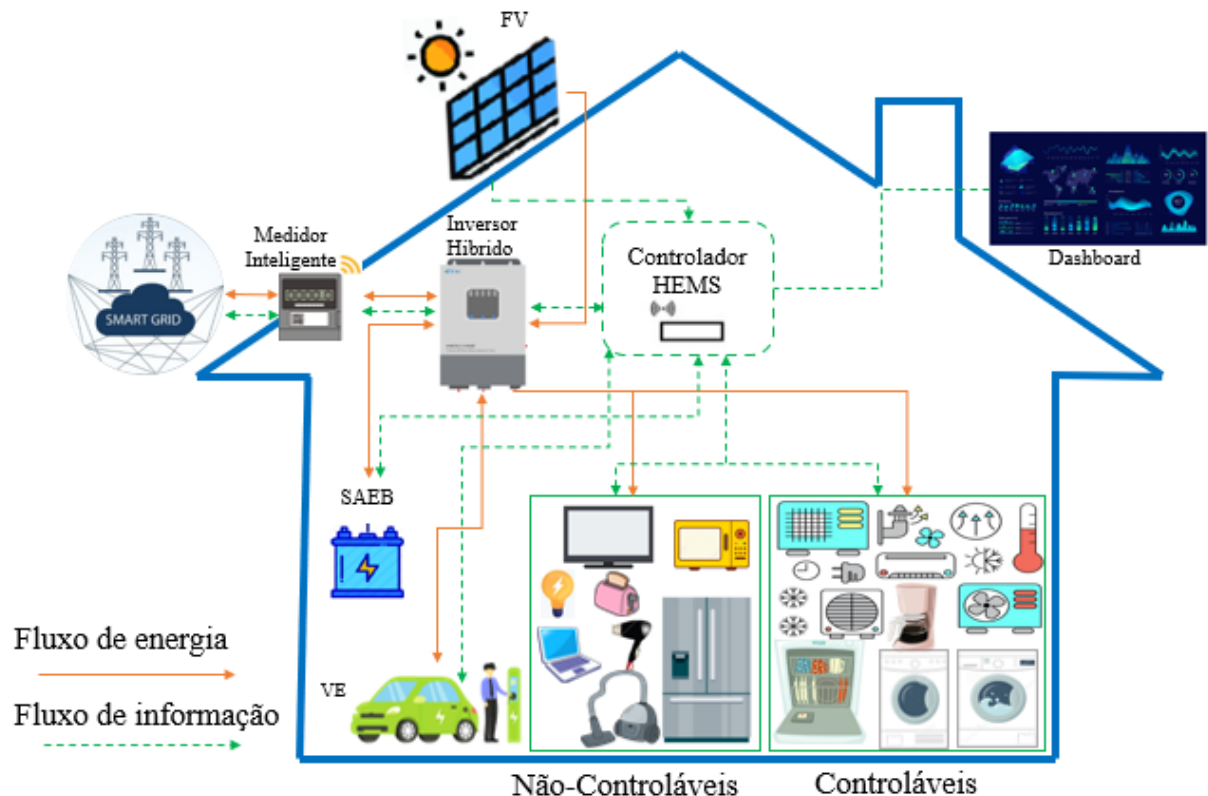 FV
Medidor
Inteligente
Inversor
Hibrido
Controlador
HEMS
Dashboard
SMART GRID
SAEB
Fluxo de energia
VE
Fluxo de informação
Não-Controláveis
Controláveis